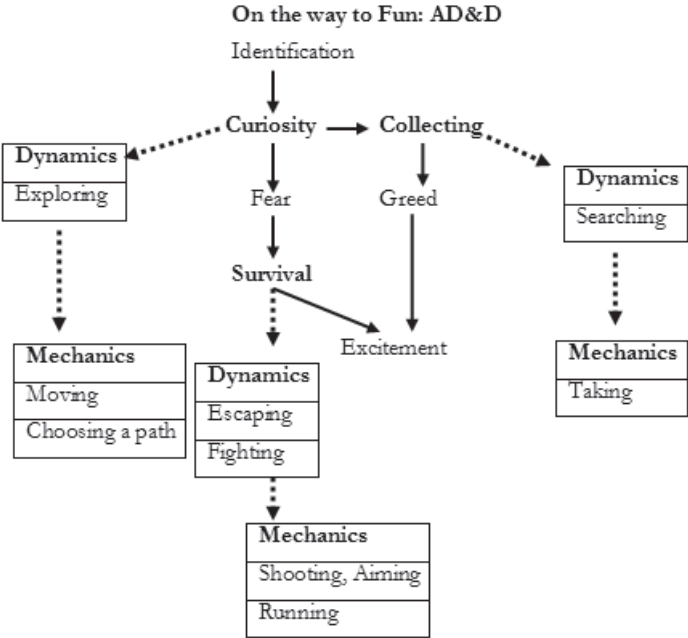 On the way to Fun: AD&D
Identification
Curiosity
Collecting
Dynamics
Exploring
Fear
Greed
Dynamics
Searching
Survival
Excitement
Mechanics
Moving
Choosing a path
Dynamics
Escaping
Fighting
Mechanics
Taking
Mechanics
Shooting, Aiming
Running